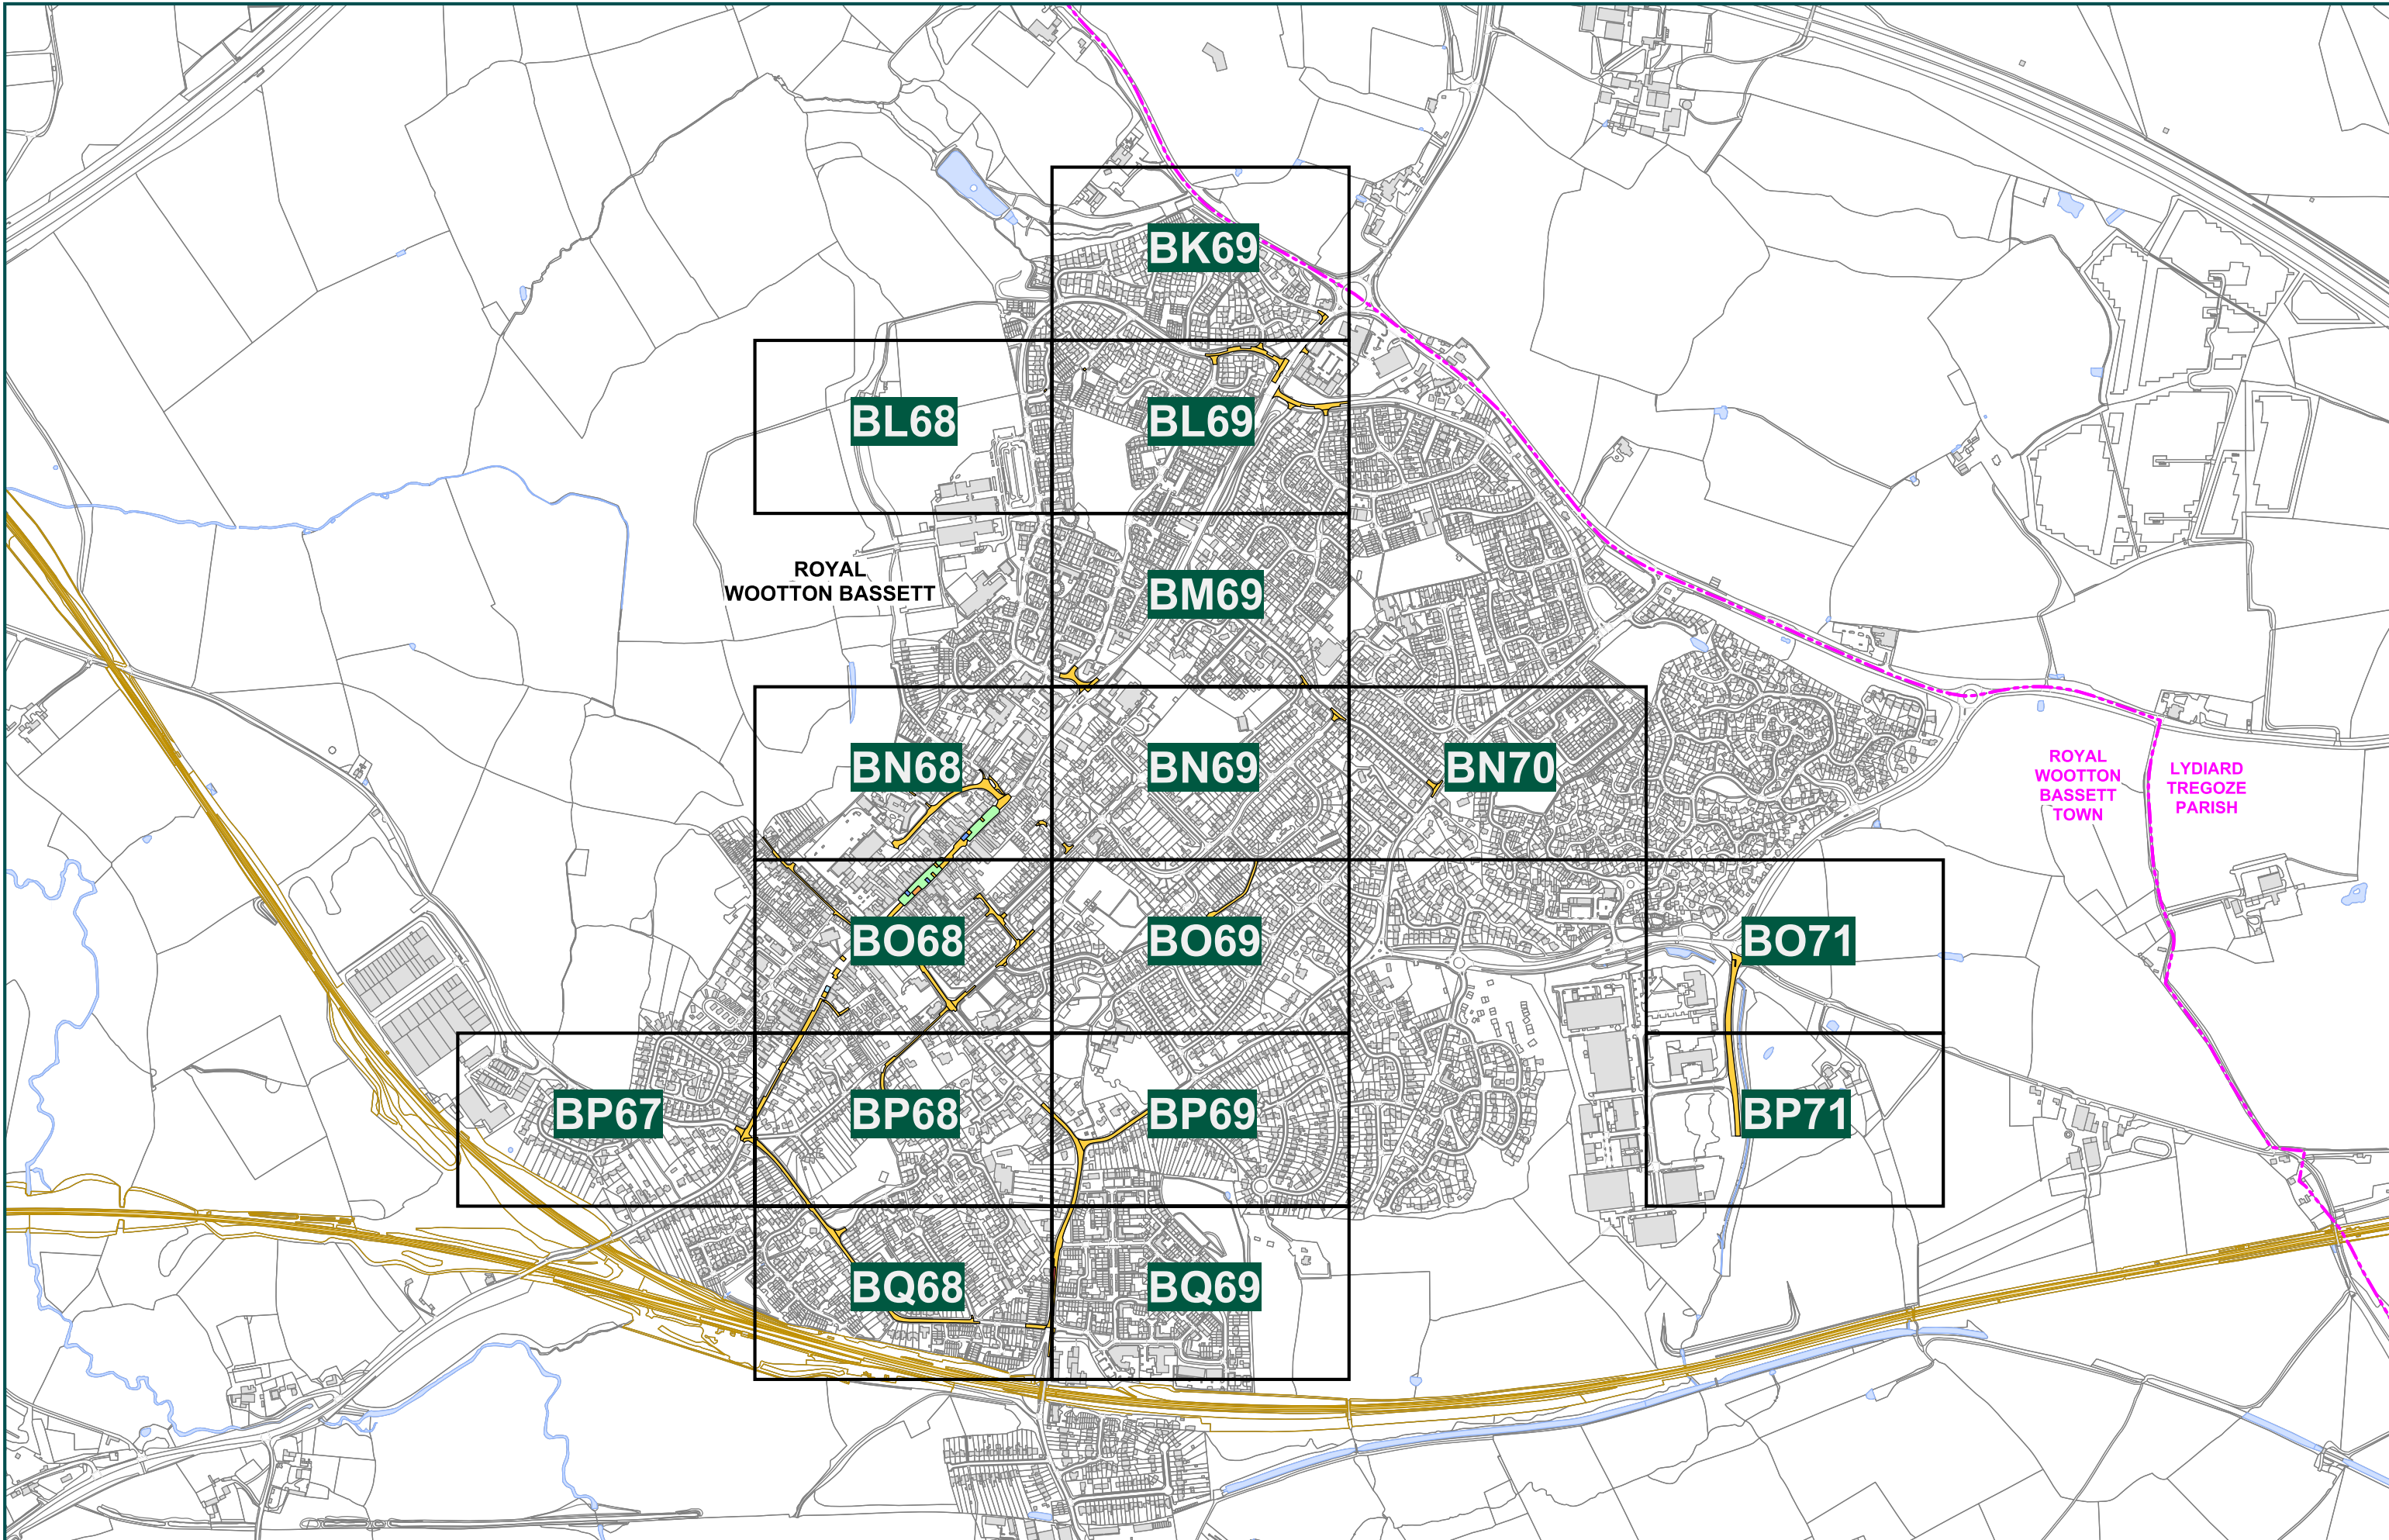 BK69
BL68
BL69
ROYAL
WOOTTON BASSETT
BM69
BN68
BN69
BN70
ROYAL
WOOTTON
BASSETT
TOWN
LYDIARD
TREGOZE
PARISH
BO68
BO69
BO71
BP67
BP68
BP69
BP71
BQ68
BQ69